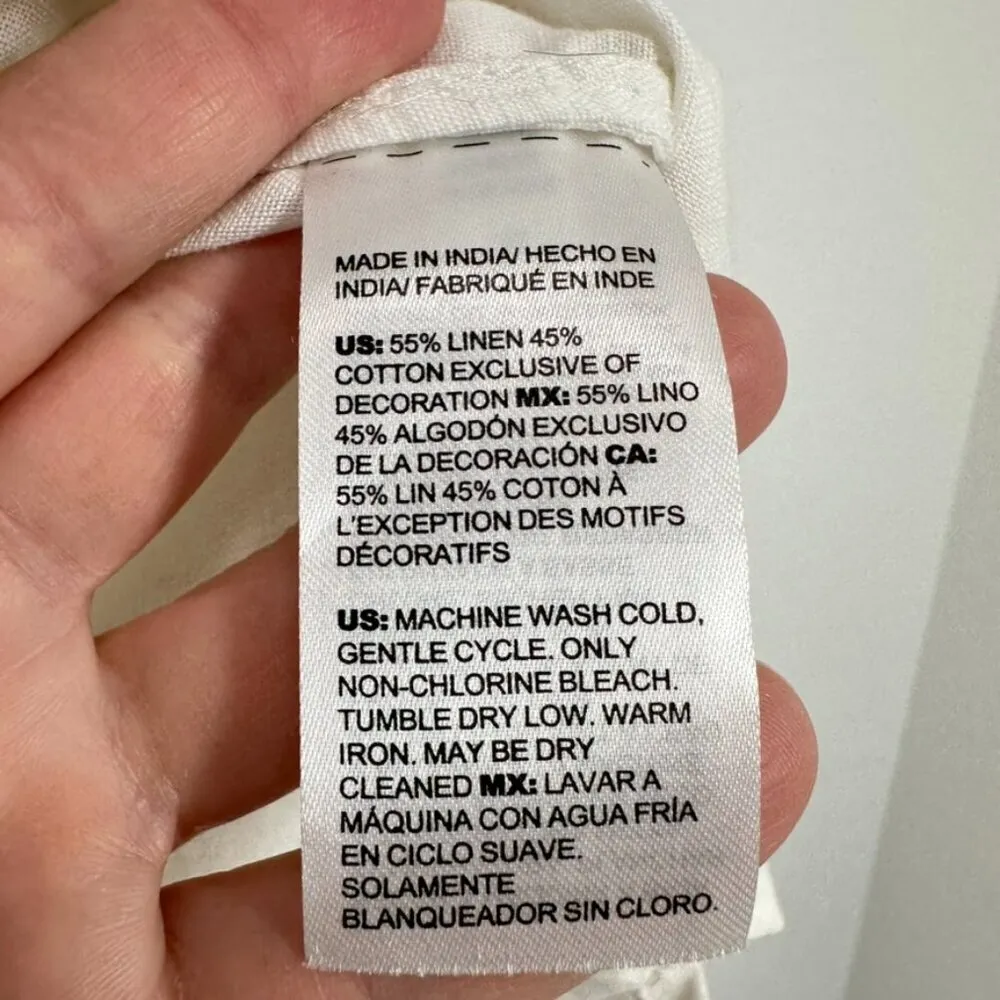 MADE IN INDIA/ HECHO EN
INDIA/ FABRIQUÉ EN INDE
US: 55% LINEN 45%
COTTON EXCLUSIVE OF
DECORATION MX: 55% LINO
45% ALGODÓN EXCLUSIVO
DE LA DECORACIÓN CA:
55% LIN 45% COTON À
L'EXCEPTION DES MOTIFS
DÉCORATIFS
US: MACHINE WASH COLD,
GENTLE CYCLE. ONLY
NON-CHLORINE BLEACH.
TUMBLE DRY LOW. WARM
IRON. MAY BE DRY
CLEANED MX: LAVAR A
MÁQUINA CON AGUA FRÍA
EN CICLO SUAVE.
SOLAMENTE
BLANQUEADOR SIN CLORO.